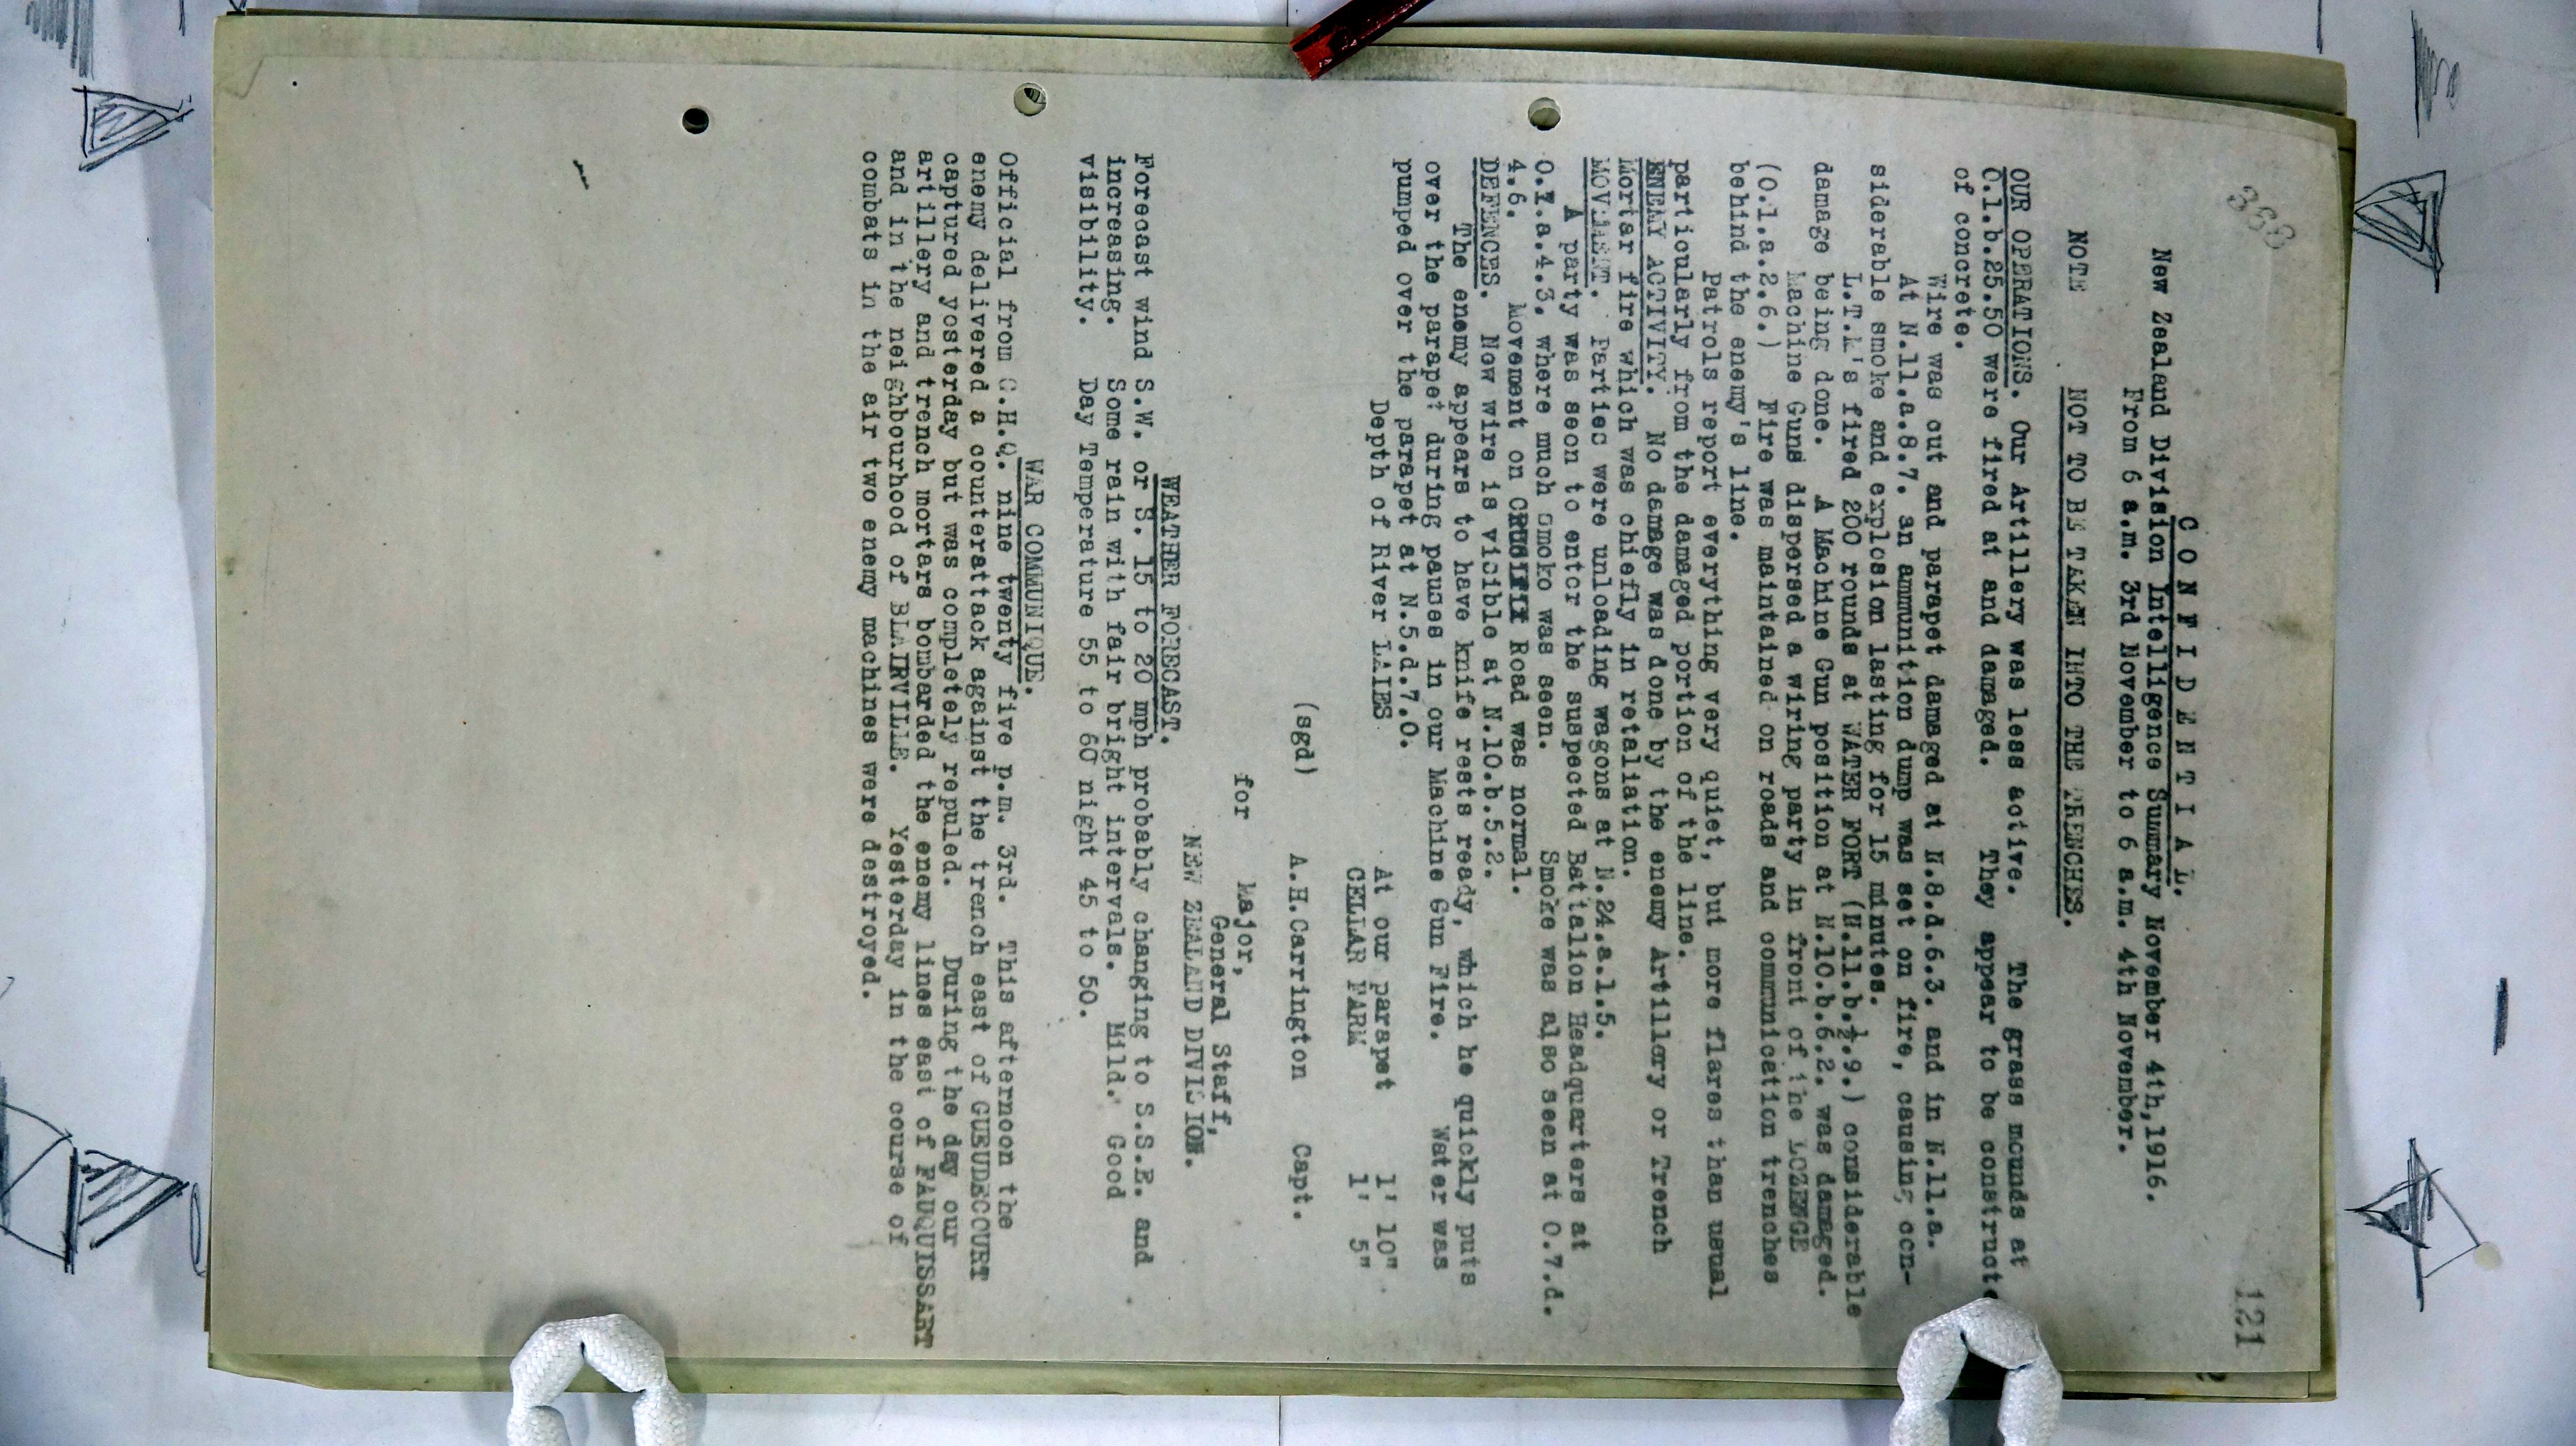 388
121
C O N F I D E N T I A L.
New Zealand Division Intelligence Summary November 4th,1916.
From 6 a.m. 3rd November to 6 a.m. 4th November.
NOTE NOT TO BE TAKEN INTO THE TRENCHES.
OUR OPERATIONS. Our Artillery was less active. The grass mounds at
O.1.b.25.50 were fired at and damaged. They appear to be constructe
of concrete.
Wire was cut and parapet damaged at N.8.d.6.3. and in N.11.a.
At N.11.a.8.7. an ammunition dump was set on fire, causing con-
siderable smoke and explosion lasting for 15 minutes.
L.T.M's fired 200 rounds at WATER FORT (N.11.b.½.9.) considerable
damage being done. A Machine Gun position at N.10.b.6.2. was damaged.
Machine Guns dispersed a wiring party in front of the LOZENGE
(O.1.a.2.6.) Fire was maintained on roads and communication trenches
behind the enemy's line.
Patrols report everything very quiet, but more flares than usual
particularly from the damaged portion of the line.
ENEMY ACTIVITY. No damage was done by the enemy Artillery or Trench
Mortar fire which was chiefly in retaliation.
MOVEMENT. Parties were unloading wagons at N.24.a.1.5.
A party was seen to enter the suspected Battalion Headquarters at
O.7.a.4.3. where much smoke was seen. Smoke was also seen at O.7.d.
4.6. Movement on CRUSIFIX Road was normal.
DEFENCES. New wire is visible at N.10.b.5.2.
The enemy appears to have knife rests ready, which he quickly puts
over the parapet during pauses in our Machine Gun Fire. Water was
pumped over the parapet at N.5.d.7.0.
Depth of River LAIES At our parapet 1' 10"
CELLAR FARM 1' 5"
(sgd) A.H.Carrington Capt.
for Major,
General Staff,
NEW ZEALAND DIVISION.
WEATHER FORECAST.
Forecast wind S.W. or S. 15 to 20 mph probably changing to S.S.E. and
increasing. Some rain with fair bright intervals. Mild. Good
visibility. Day Temperature 55 to 60 night 45 to 50.
WAR COMMUNIQUE.
Official from G.H.Q. nine twenty five p.m. 3rd. This afternoon the
enemy delivered a counterattack against the trench east of GUEUDECOURT
captured yesterday but was completely repuled. During the day our
artillery and trench mortars bombarded the enemy lines east of FAUQUISSART
and in the neighbourhood of BLAIRVILLE. Yesterday in the course of
combats in the air two enemy machines were destroyed.